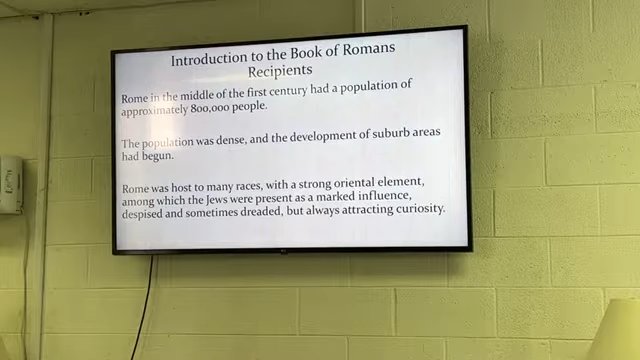 Introduction to the Book of Romans
Recipients
Rome in the middle of the first century had a population of
approximately 800,000 people.
The population was dense, and the development of suburb areas
had begun.
Rome was host to many races, with a strong oriental element,
among which the Jews were present as a marked influence,
despised and sometimes dreaded, but always attracting curiosity.